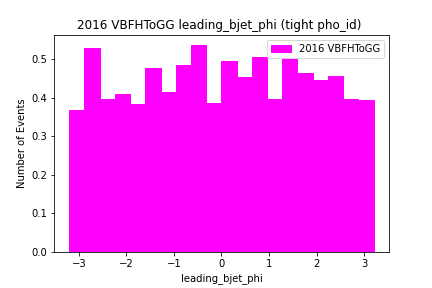 2016 VBFHToGG leading_bjet_phi (tight pho_id)
2016 VBFHToGG
Number of Events
0.5
0.4
0.3
0.2
0.1
0.0
−3 −2 −1 0 1 2 3
leading_bjet_phi